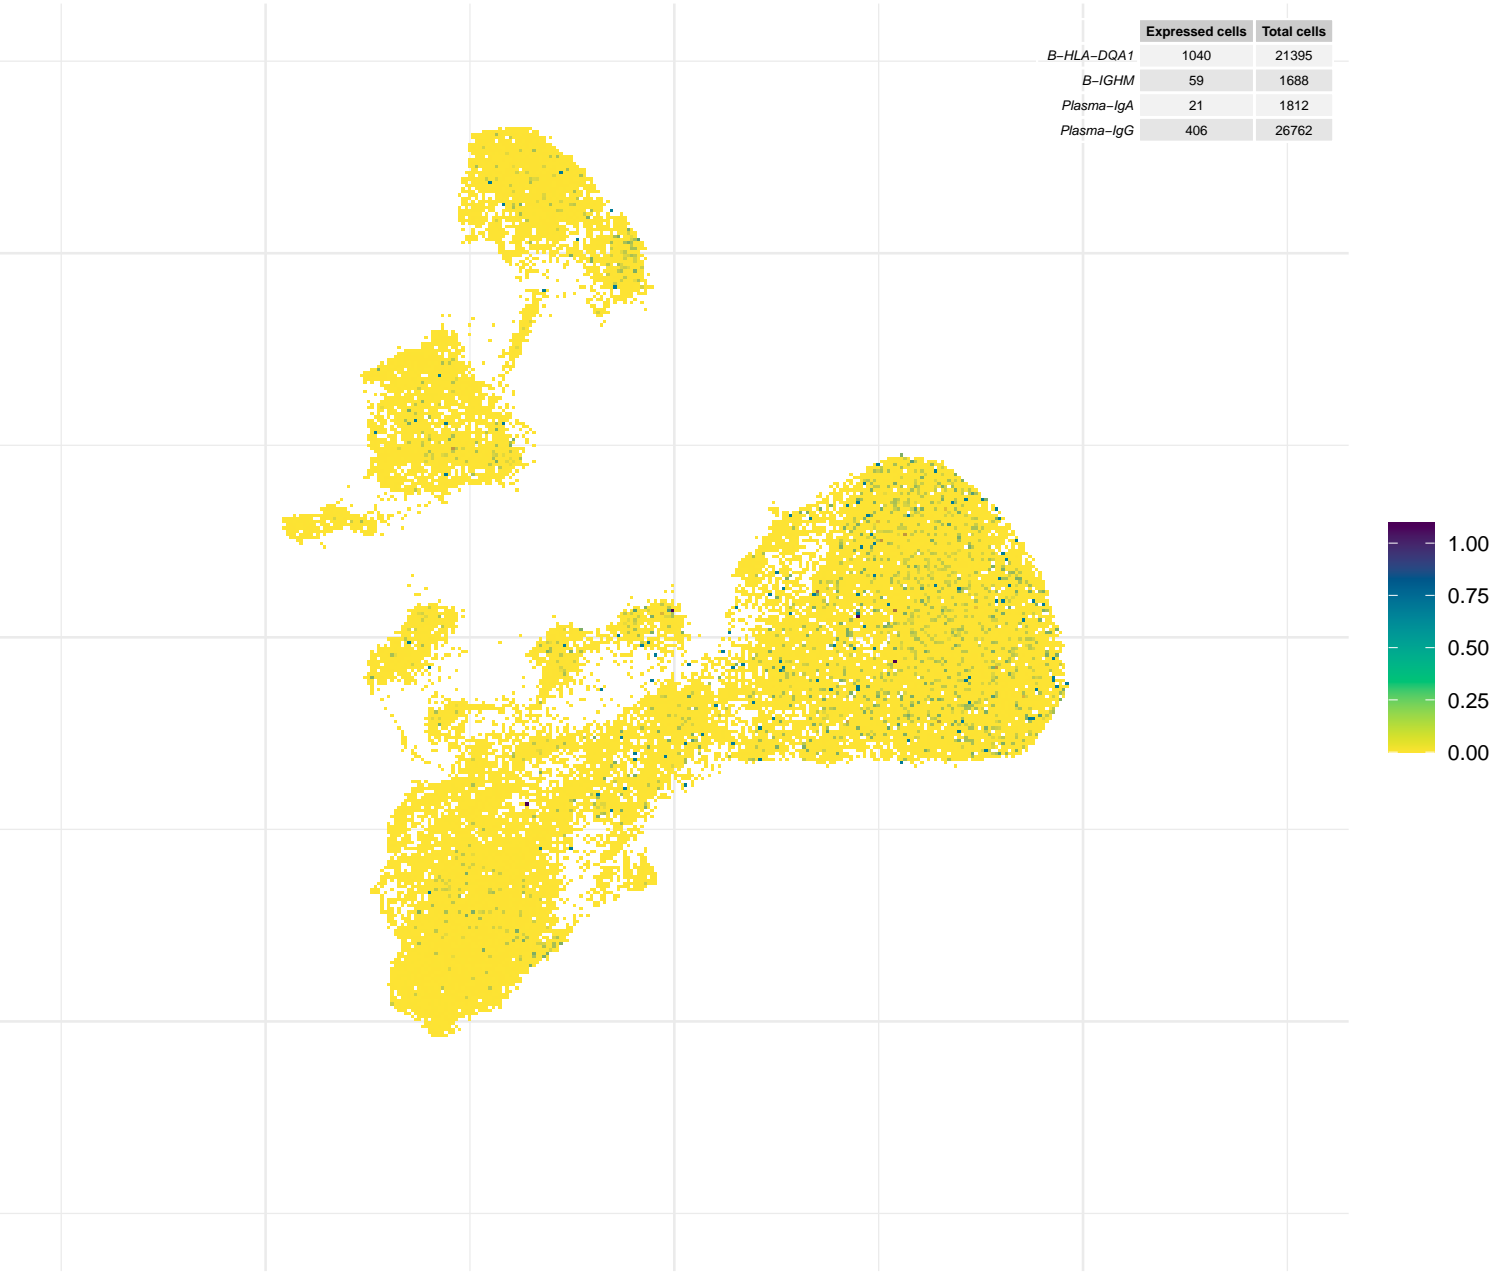 Expressed cells Total cells
B−HLA−DQA1 1040 21395
B−IGHM 59 1688
Plasma−IgA 21 1812
Plasma−IgG 406 26762
1.00
0.75
0.50
0.25
0.00